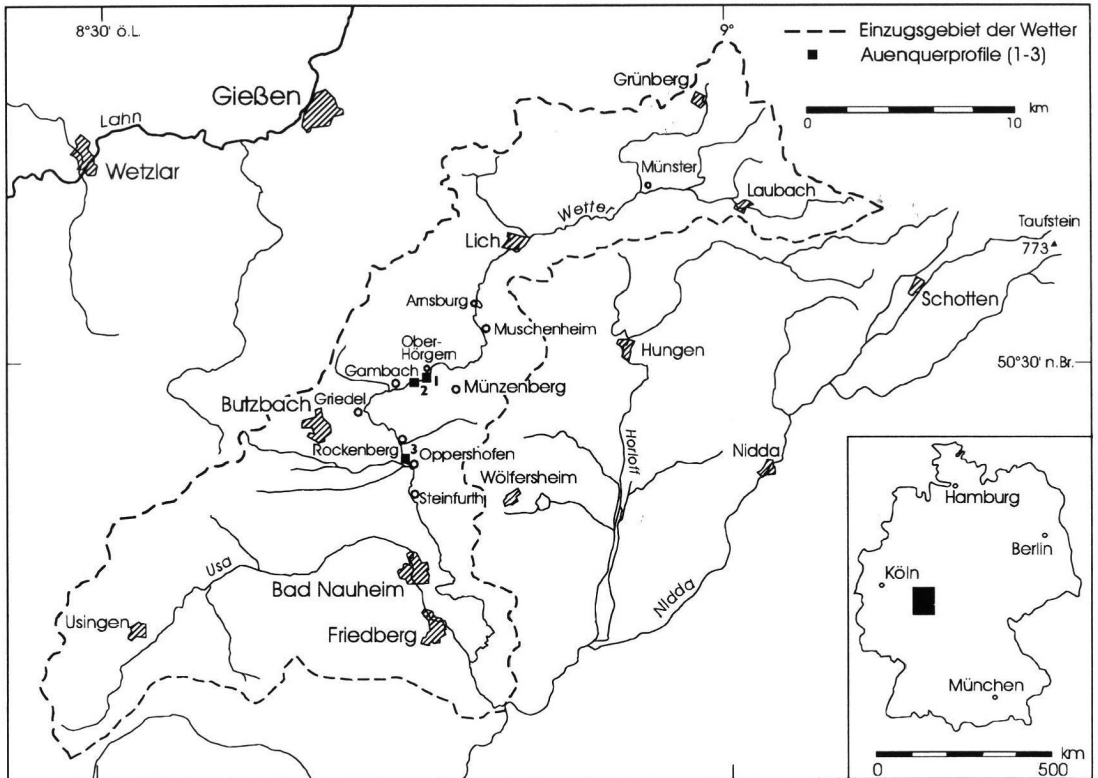 8°30' ö.L.
9°
Einzugsgebiet der Wetter
Auenquerprofile (1-3)
km
0 10
Grünberg
Gießen
Lahn
Wetzlar
Münster
Laubach
Wetter
Lich
Taufstein
773
Schotten
Arnsburg
Muschenheim
Ober-
Hörgern
Hungen
50°30' n.Br.
Gambach
1
2
Münzenberg
Griedel
Butzbach
Rockenberg
3
Oppershofen
Horloff
Nidda
Steinfurth
Wölfersheim
Usa
Bad Nauheim
Nidda
Usingen
Friedberg
Hamburg
Berlin
Köln
München
km
0 500